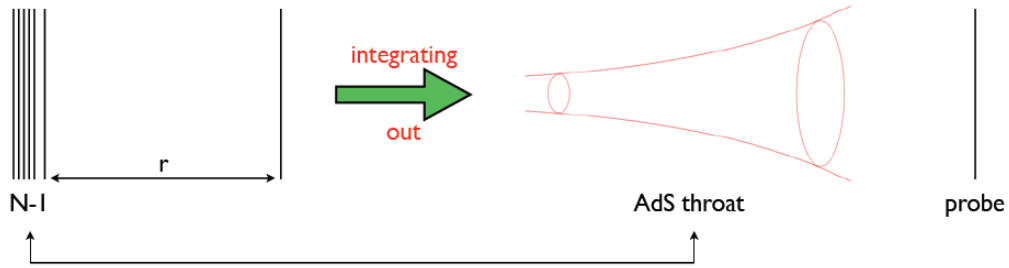 integrating
out
r
N-1
AdS throat
probe